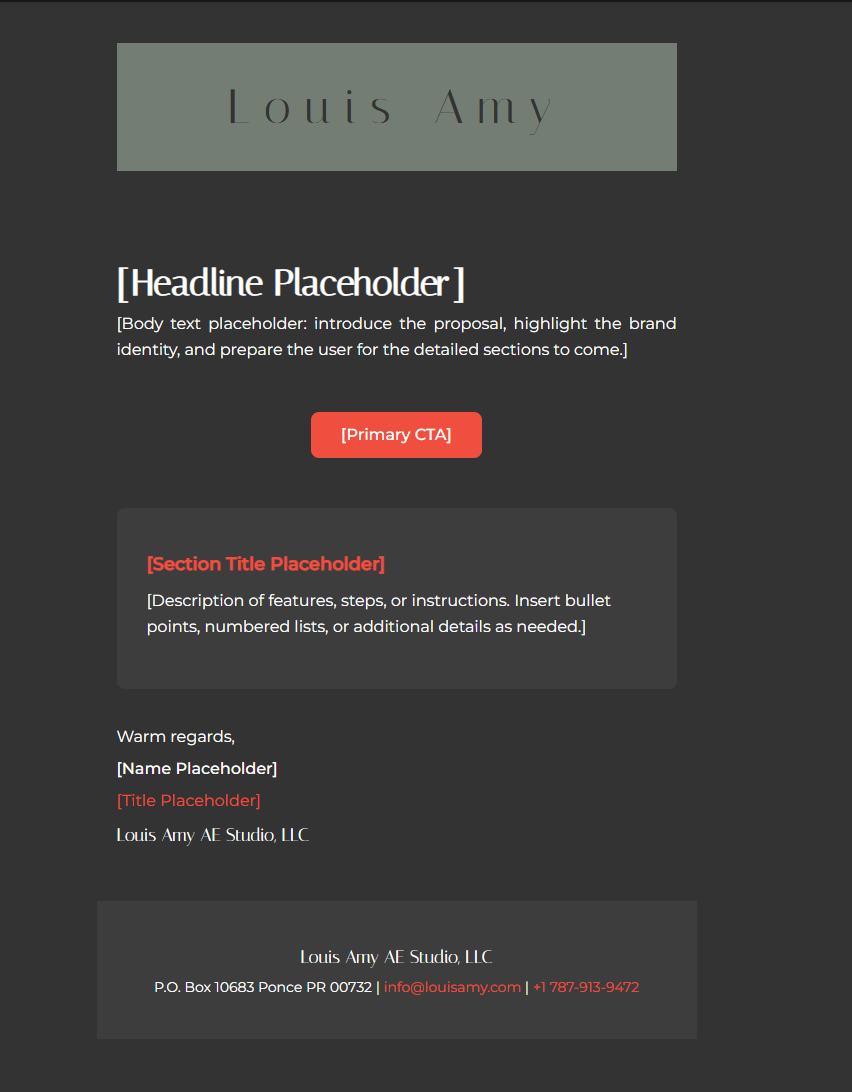 Louis Amy
[Headline Placeholder]
[Body text placeholder: introduce the proposal, highlight the brand
identity, and prepare the user for the detailed sections to come.]
[Primary CTA]
[Section Title Placeholder]
[Description of features, steps, or instructions. Insert bullet
points, numbered lists, or additional details as needed.]
Warm regards,
[Name Placeholder]
[Title Placeholder]
Louis Amy AE Studio, LLC
Louis Amy AE Studio, LLC
P.O. Box 10683 Ponce PR 00732 | info@louisamy.com | +1 787-913-9472